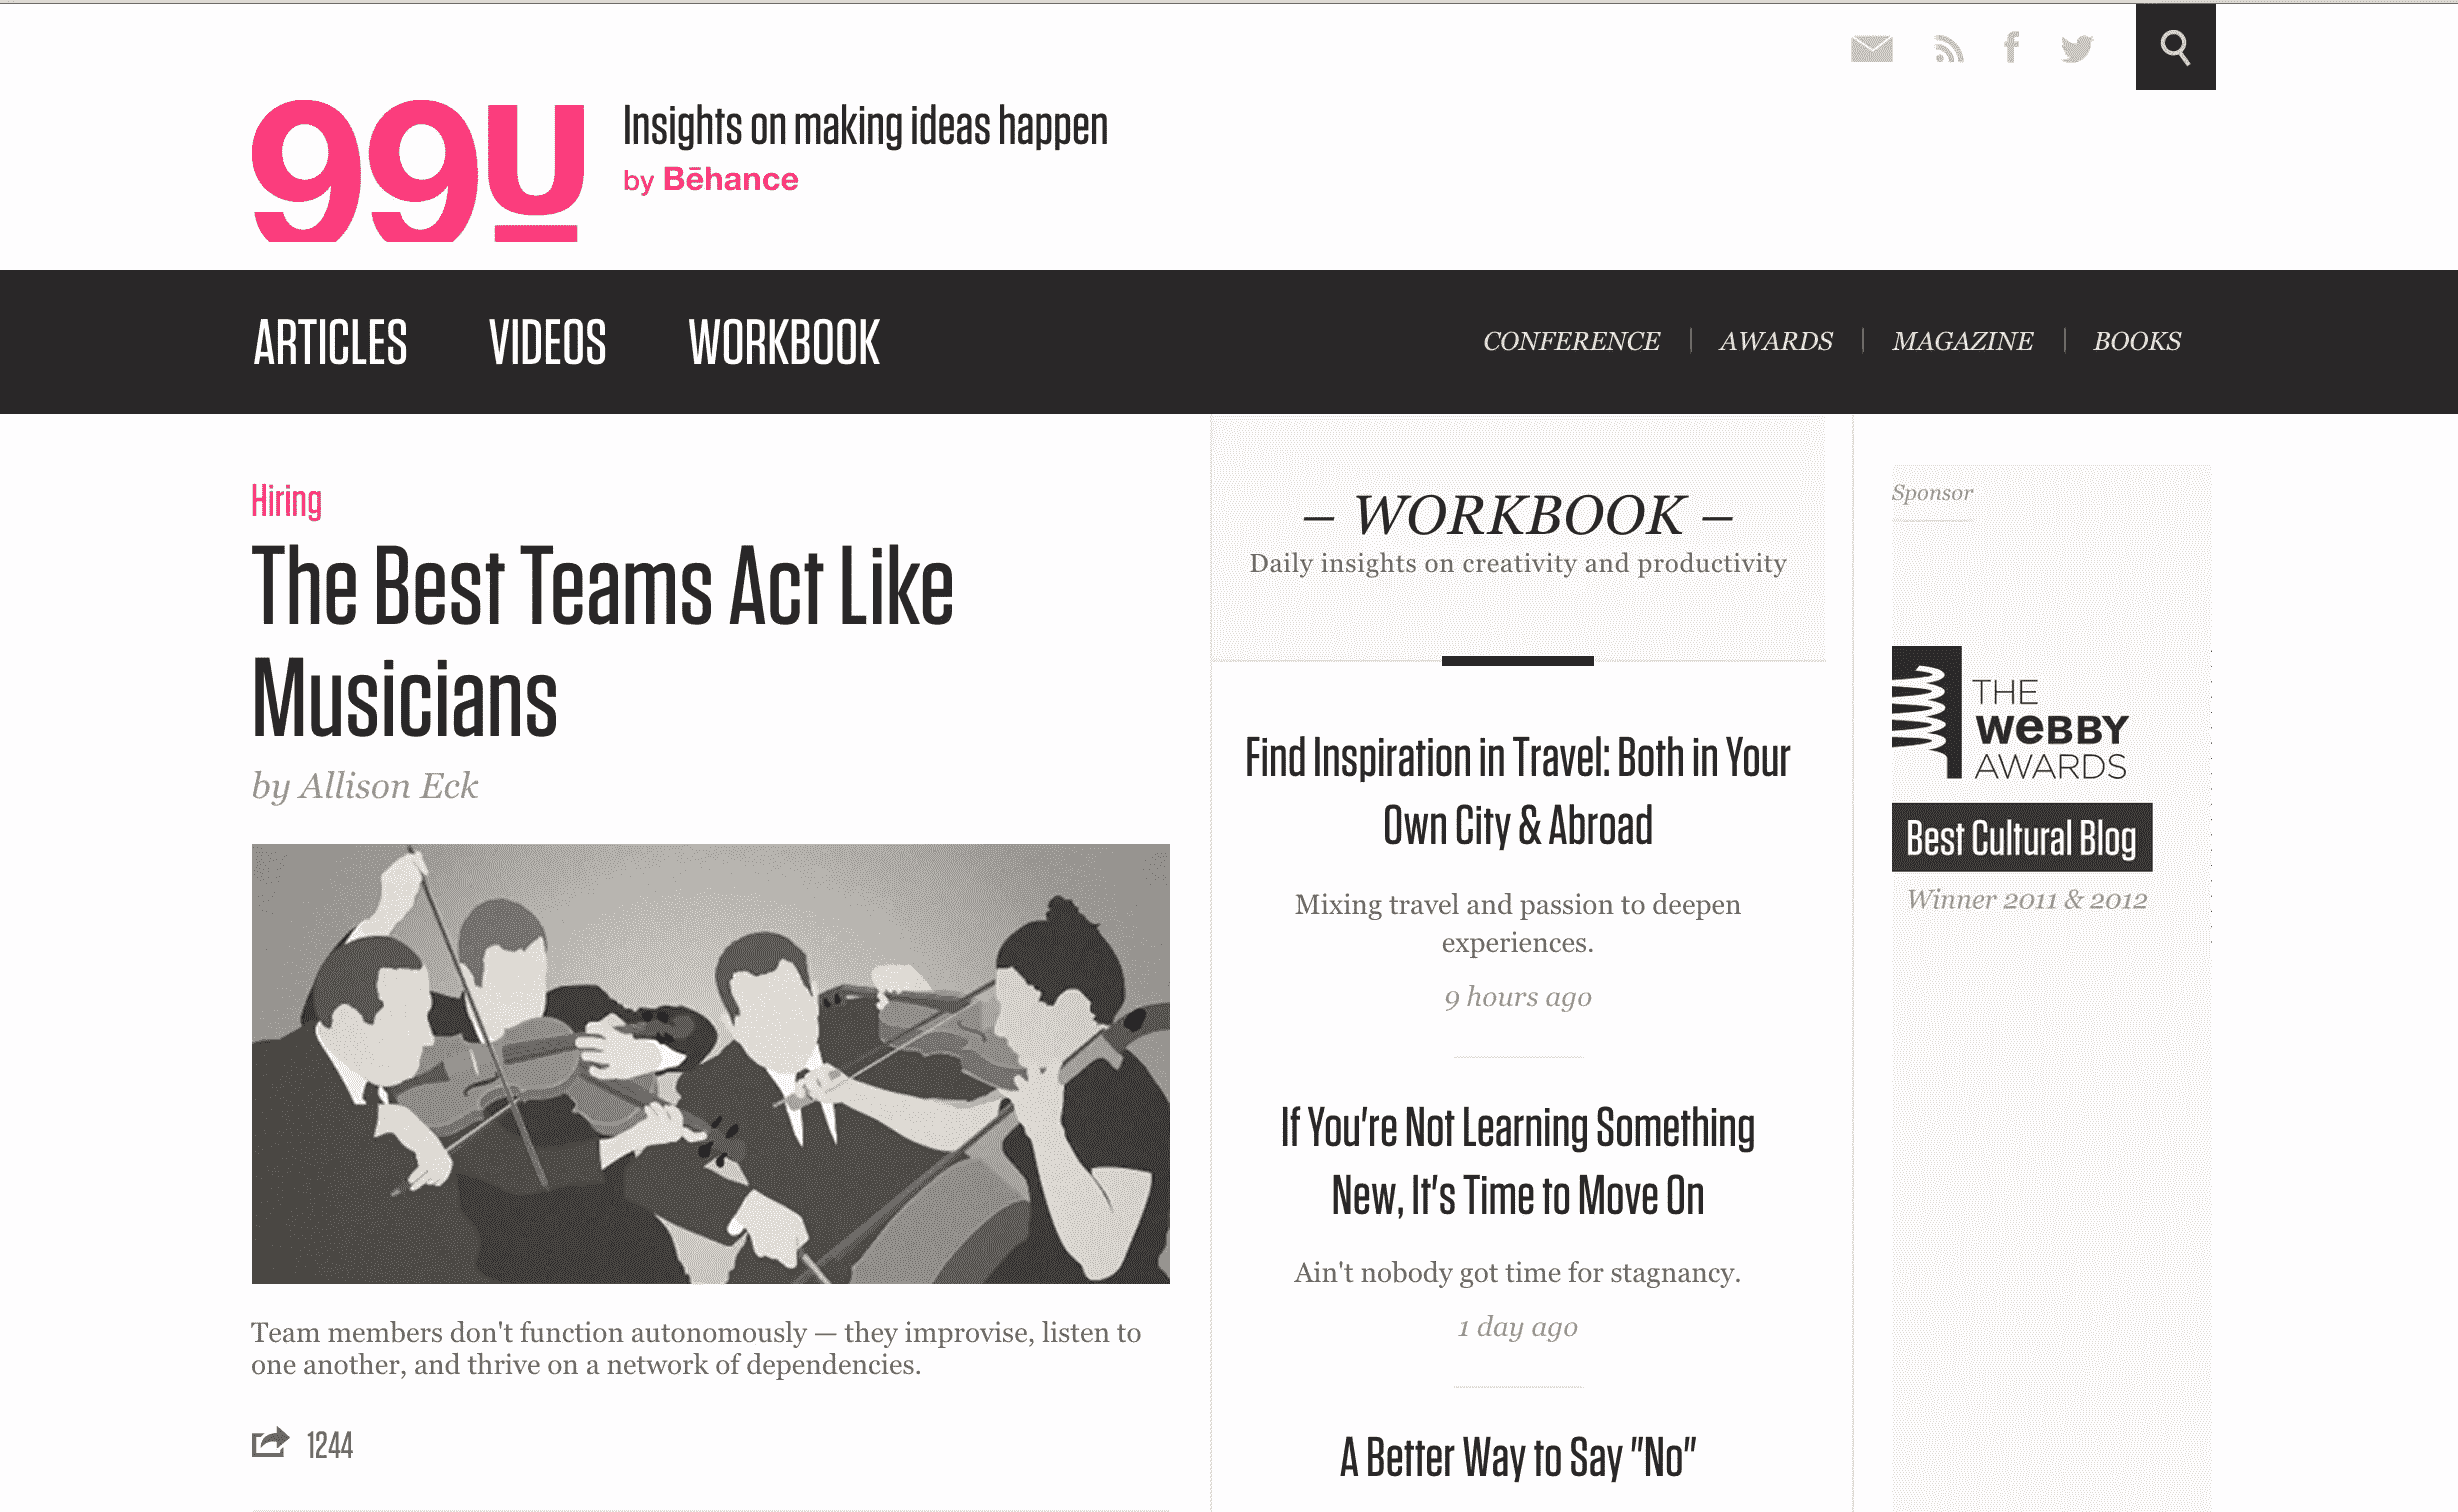 99U
Insights on making ideas happen
by Bēhance
ARTICLES
VIDEOS
WORKBOOK
CONFERENCE
AWARDS
MAGAZINE
BOOKS
Hiring
The Best Teams Act Like
Musicians
by Allison Eck
Team members don't function autonomously — they improvise, listen to
one another, and thrive on a network of dependencies.
1244
– WORKBOOK –
Daily insights on creativity and productivity
Find Inspiration in Travel: Both in Your
Own City & Abroad
Mixing travel and passion to deepen
experiences.
9 hours ago
If You're Not Learning Something
New, It's Time to Move On
Ain't nobody got time for stagnancy.
1 day ago
A Better Way to Say "No"
Sponsor
THE
WeBBY
AWARDS
Best Cultural Blog
Winner 2011 & 2012